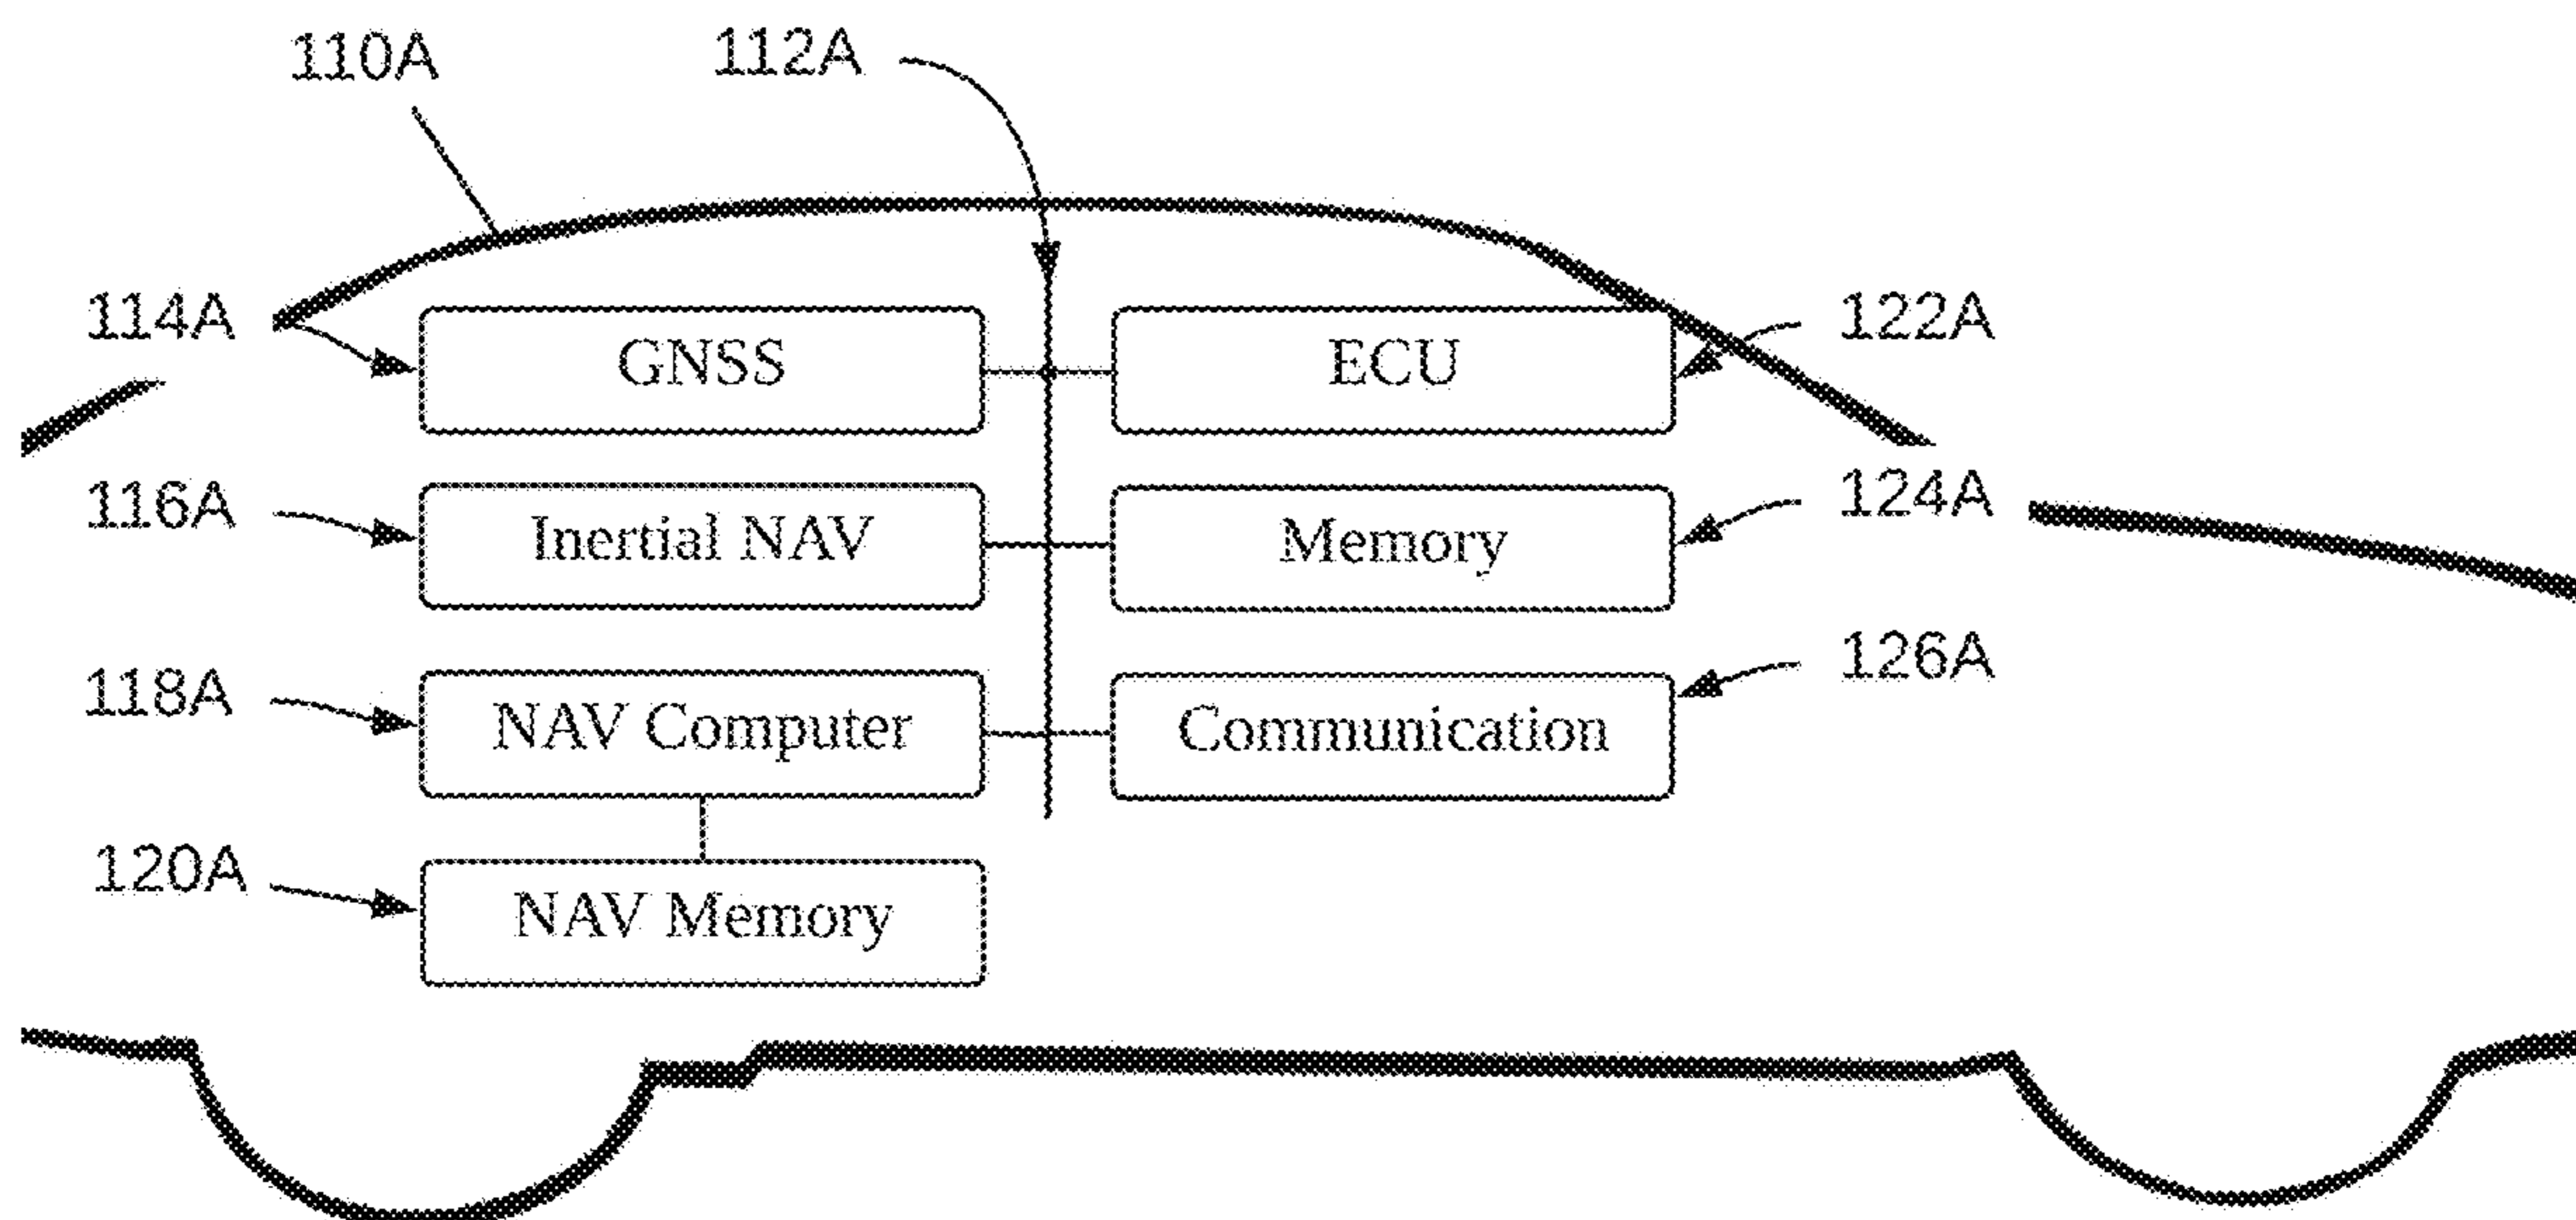 110A
112A
114A
GNSS
ECU
122A
116A
Inertial NAV
Memory
124A
118A
NAV Computer
Communication
126A
120A
NAV Memory